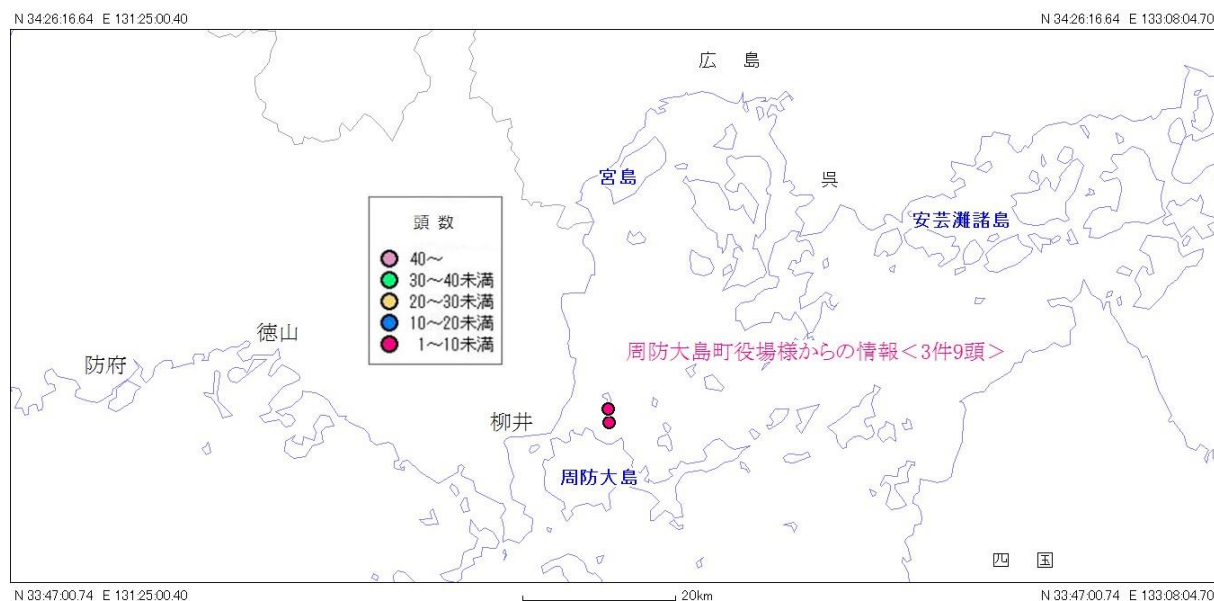 N 34:26:16.64 E 131:25:00.40
N 34:26:16.64 E 133:08:04.70
広 島
宮島
呉
安芸灘諸島
頭 数
40～
30～40未満
20～30未満
10～20未満
1～10未満
徳山
防府
周防大島町役場様からの情報＜3件9頭＞
柳井
周防大島
四 国
N 33:47:00.74 E 131:25:00.40
20km
N 33:47:00.74 E 133:08:04.70